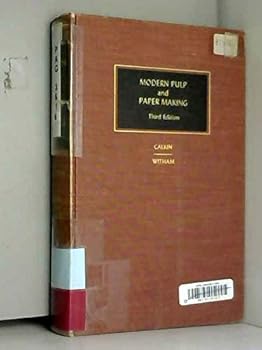 MODERN PULP
and
PAPER MAKING
Third Edition
CALKIN
WITHAM